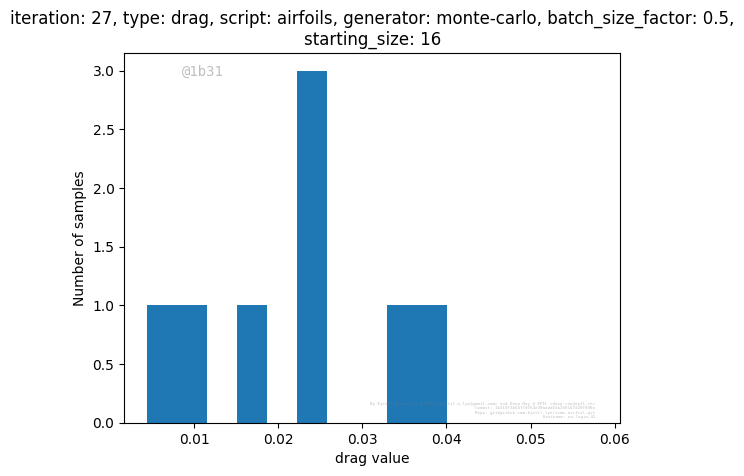 iteration: 27, type: drag, script: airfoils, generator: monte-carlo, batch_size_factor: 0.5,
starting_size: 16
@1b31
3.0
2.5
2.0
1.5
1.0
0.5
0.0
Number of samples
0.01
0.02
0.03
0.04
0.05
0.06
drag value